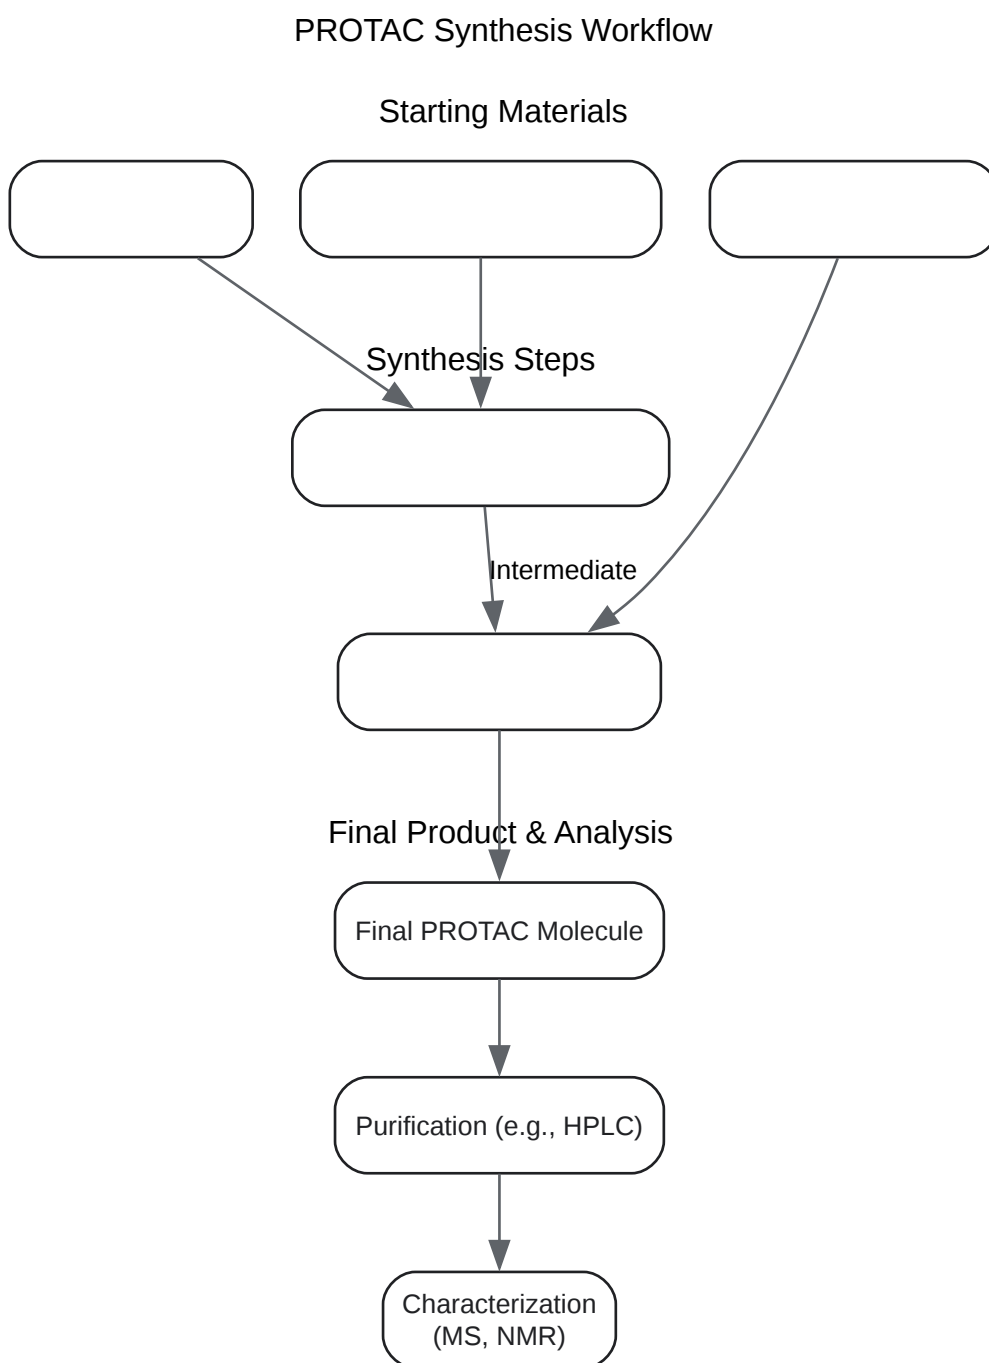 PROTAC Synthesis Workflow
Starting Materials
Synthesis Steps
Intermediate
Final Product & Analysis
Final PROTAC Molecule
Purification (e.g., HPLC)
Characterization
(MS, NMR)